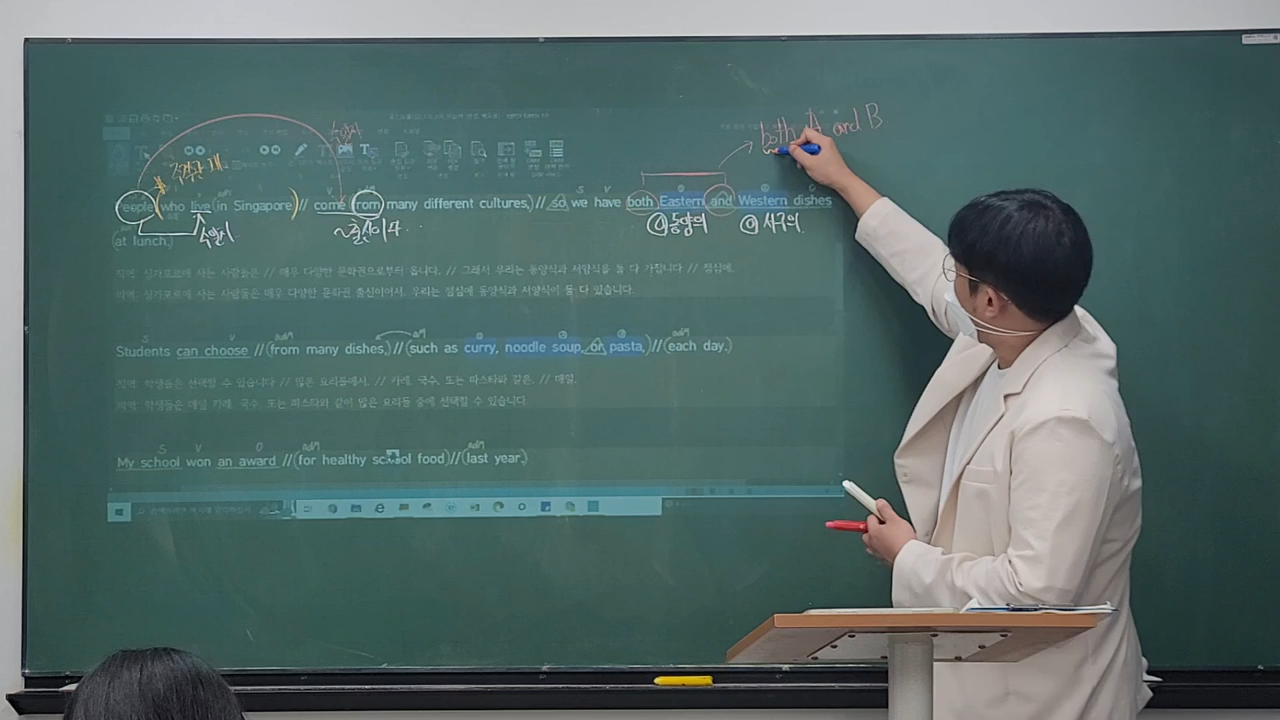 both A and B
주격관계
S V
People (who live (in Singapore)) // come from many different cultures,) // so we have both Eastern and Western dishes
수일치 ~출신이다. ① 동양의 ② 서구의
(at lunch.)
직역: 싱가포르에 사는 사람들은 // 매우 다양한 문화권으로부터 옵니다. // 그래서 우리는 동양식과 서양식을 둘 다 가집니다 // 점심에.
의역: 싱가포르에 사는 사람들은 매우 다양한 문화권 출신이어서, 우리는 점심에 동양식과 서양식이 둘 다 있습니다.
S V adM
Students can choose // (from many dishes,) // (such as curry, noodle soup, or pasta,) // (each day.)
직역: 학생들은 선택할 수 있습니다 // 많은 요리들에서, // 카레, 국수, 또는 파스타와 같은, // 매일.
의역: 학생들은 매일 카레, 국수, 또는 파스타와 같이 많은 요리들 중에 선택할 수 있습니다.
S V O adM adM
My school won an award // (for healthy school food) // (last year.)